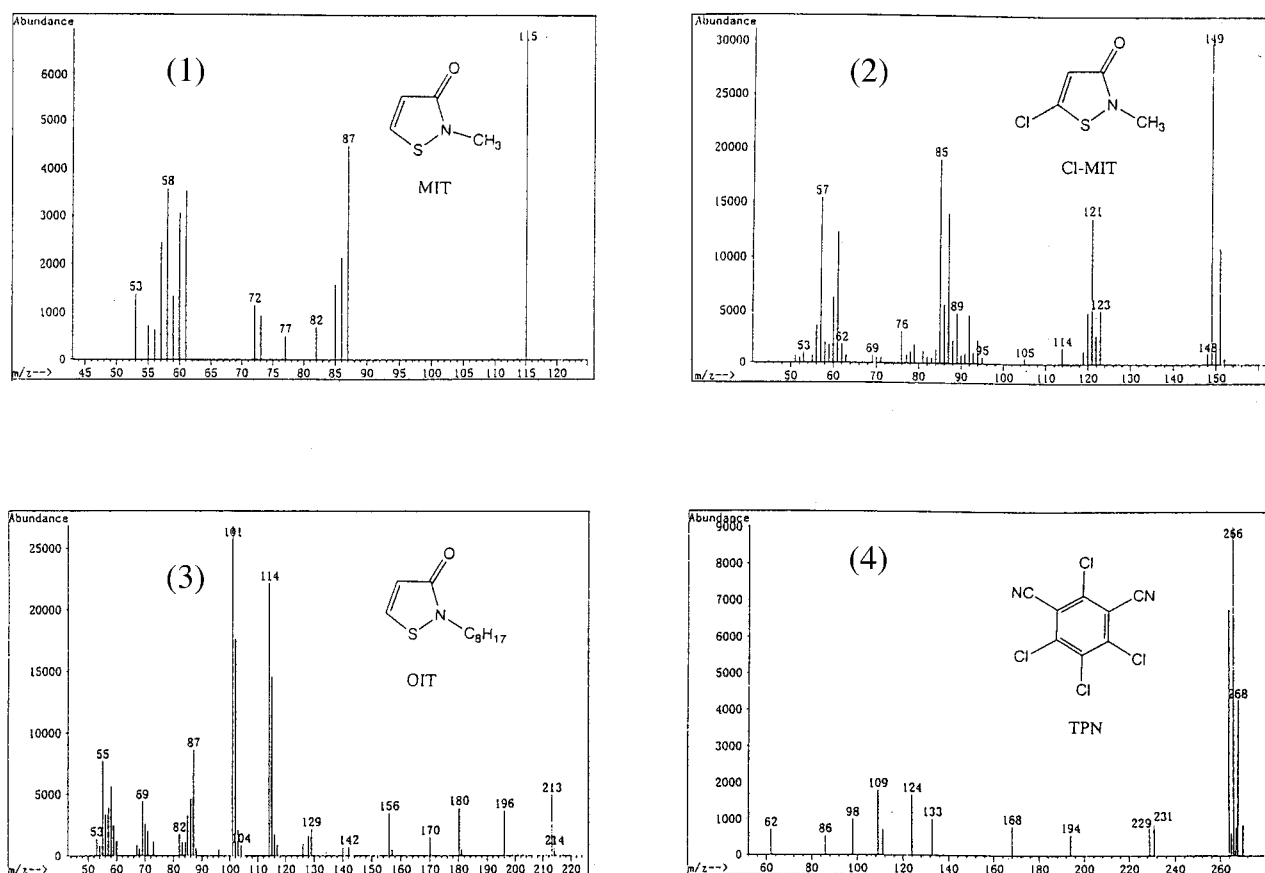 Abundance
(1)
115
6000
5000
4000
3000
2000
1000
0
53
58
72
77
82
87
O
N
S
CH3
MIT
45 50 55 60 65 70 75 80 85 90 95 100 105 110 115 120
m/z-->
Abundance
(2)
149
30000
25000
20000
15000
10000
5000
0
53
57
62
69
76
85
89
95
105
114
121
123
148
O
Cl
N
S
CH3
Cl-MIT
50 60 70 80 90 100 110 120 130 140 150
m/z-->
Abundance
(3)
25000
20000
15000
10000
5000
0
53
55
69
82
87
101
104
114
129
142
156
170
180
196
213
214
O
N
S
C8H17
OIT
50 60 70 80 90 100 110 120 130 140 150 160 170 180 190 200 210 220
m/z-->
Abundance
(4)
9000
8000
7000
6000
5000
4000
3000
2000
1000
0
62
86
98
109
124
133
168
194
229
231
266
268
Cl
NC
CN
Cl
Cl
Cl
TPN
60 80 100 120 140 160 180 200 220 240 260
m/z-->